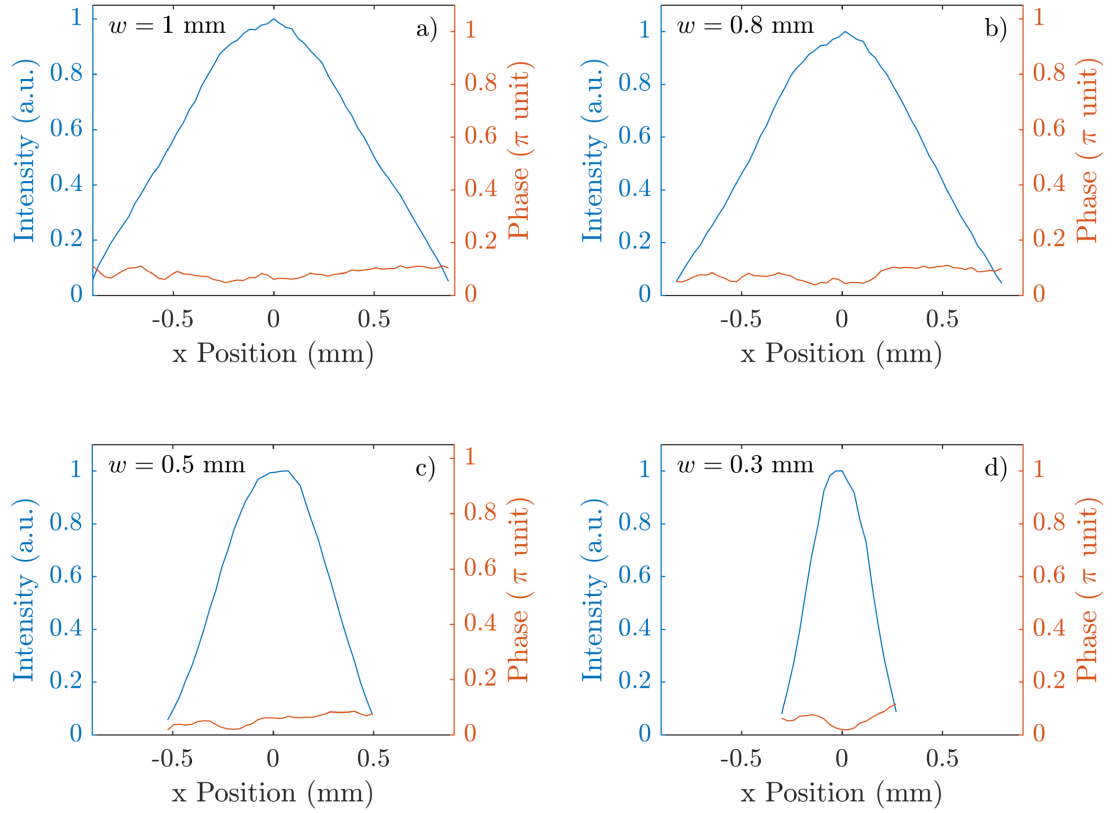 w = 1 mm
a)
1
0.8
0.6
0.4
0.2
0
Intensity (a.u.)
1
0.8
0.6
0.4
0.2
0
Phase ( π unit)
-0.5 0 0.5
x Position (mm)
w = 0.8 mm
b)
1
0.8
0.6
0.4
0.2
0
Intensity (a.u.)
1
0.8
0.6
0.4
0.2
0
Phase ( π unit)
-0.5 0 0.5
x Position (mm)
w = 0.5 mm
c)
1
0.8
0.6
0.4
0.2
0
Intensity (a.u.)
1
0.8
0.6
0.4
0.2
0
Phase ( π unit)
-0.5 0 0.5
x Position (mm)
w = 0.3 mm
d)
1
0.8
0.6
0.4
0.2
0
Intensity (a.u.)
1
0.8
0.6
0.4
0.2
0
Phase ( π unit)
-0.5 0 0.5
x Position (mm)